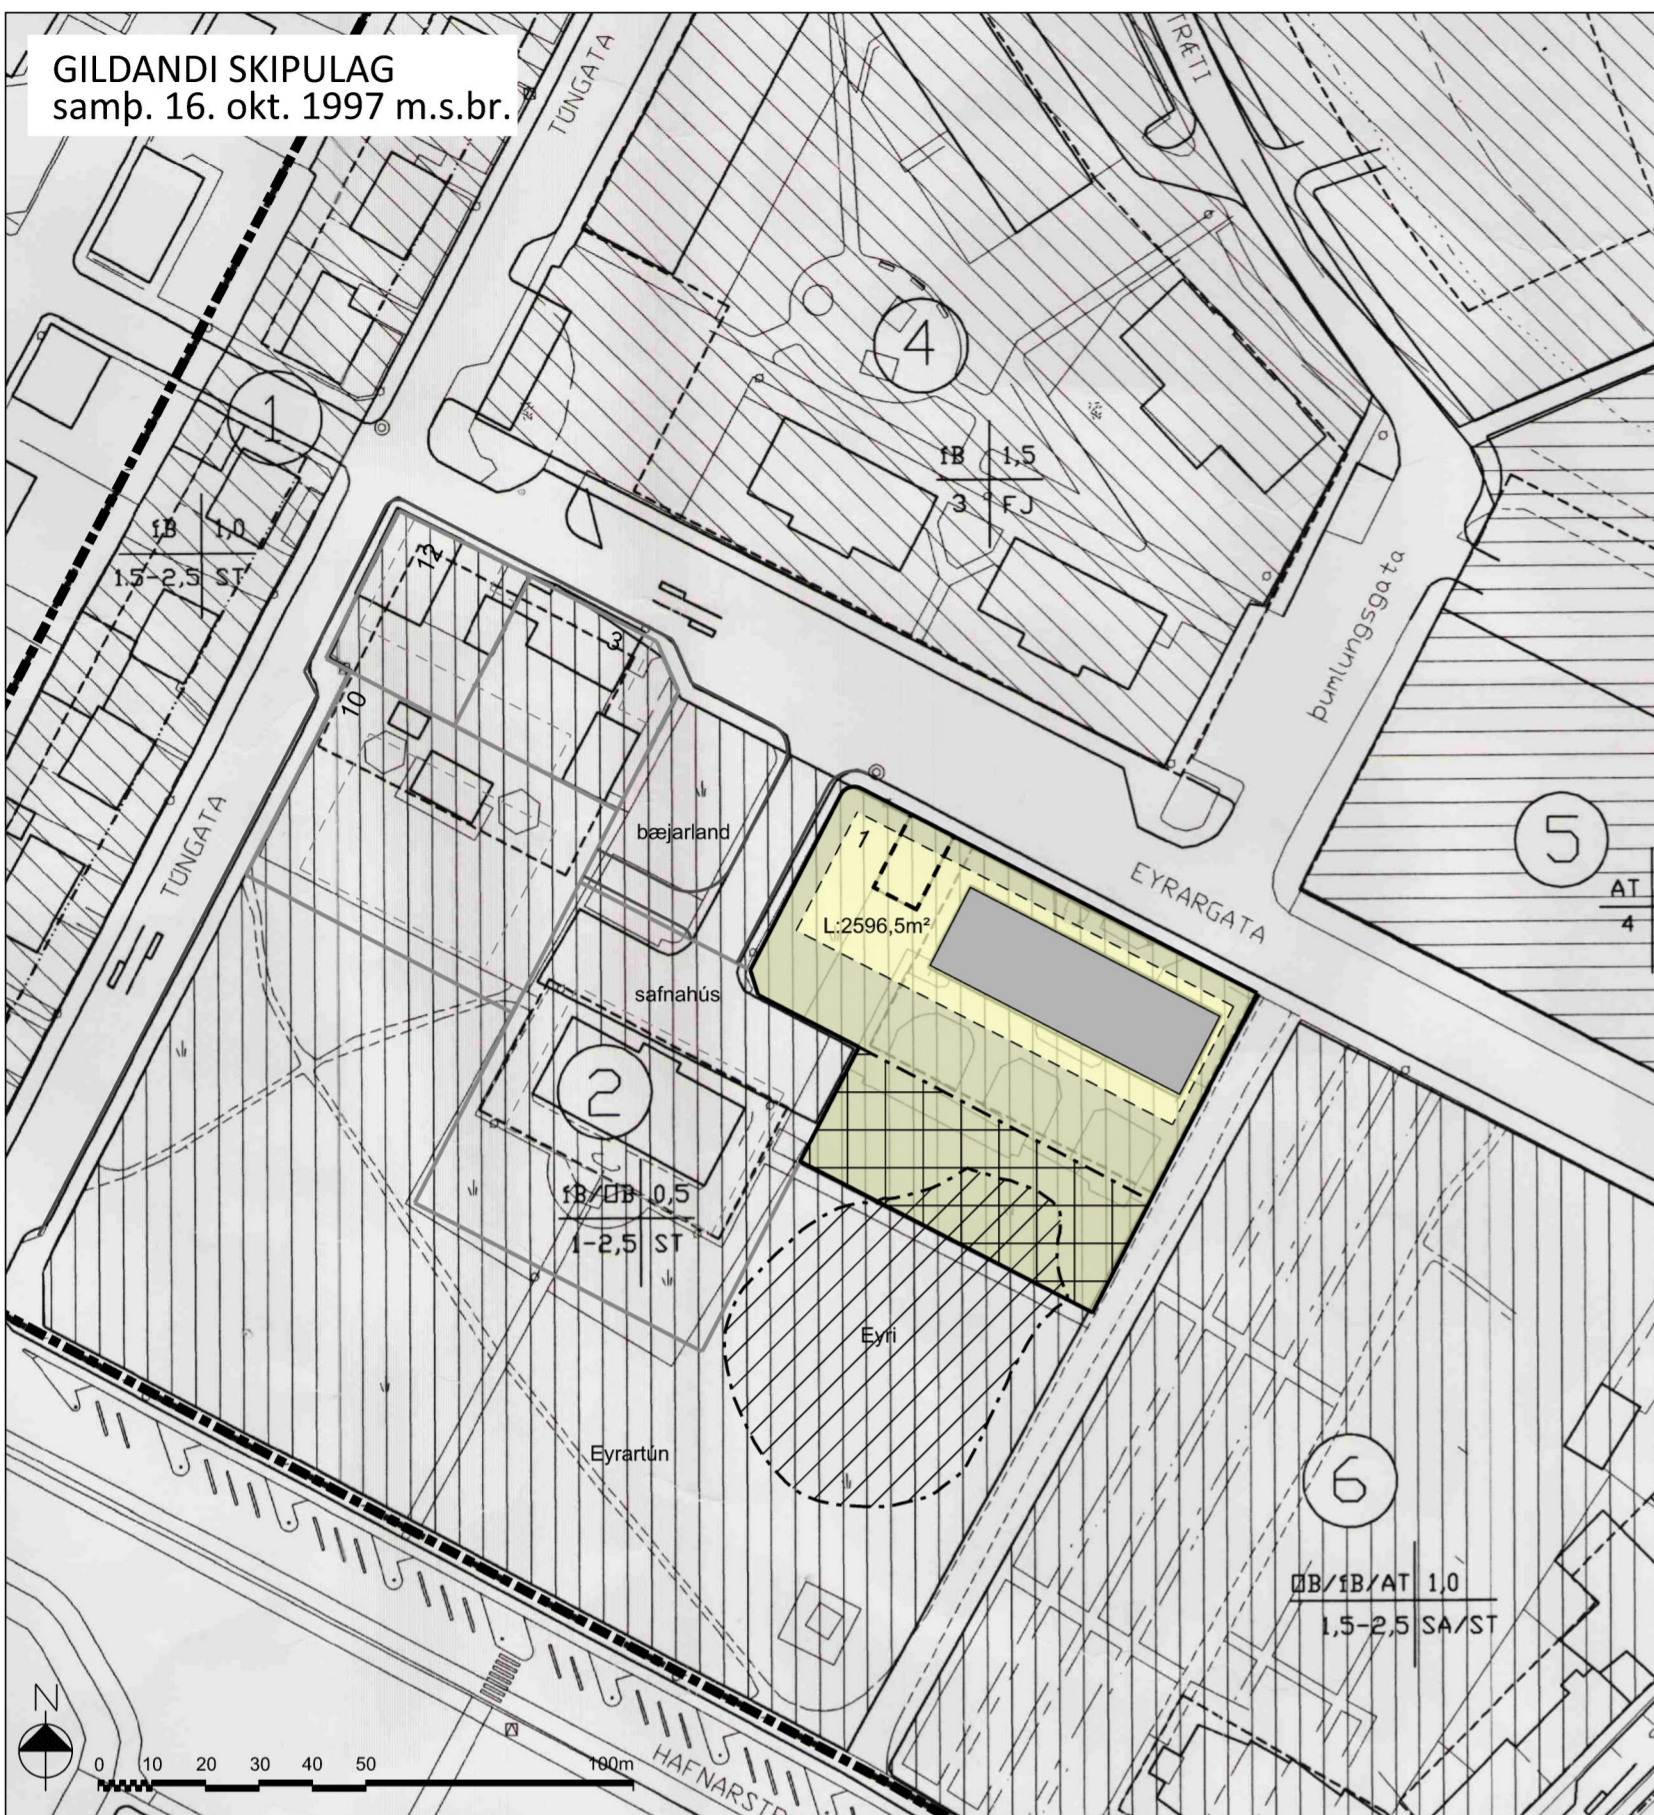 GILDANDI SKIPULAG
samþ. 16. okt. 1997 m.s.br.
TÚNGATA
TRÆTI
4
1
fB 1,5
3 FJ
fB 1,0
1.5-2,5 ST
12
3
10
þumlungsgata
TÚNGATA
bæjarland
1
5
EYRARGATA
AT
4
L:2596,5m²
safnahús
2
fB/□B 0,5
1-2,5 ST
Eyri
Eyrartún
6
□B/fB/AT 1,0
1,5-2,5 SA/ST
N
0 10 20 30 40 50 100m
HAFNARSTR